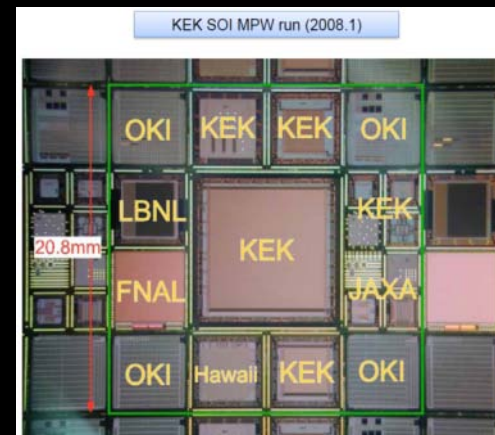 KEK SOI MPW run (2008.1)
OKI KEK KEK OKI
LBNL KEK
20.8mm KEK
FNAL JAXA
OKI Hawaii KEK OKI